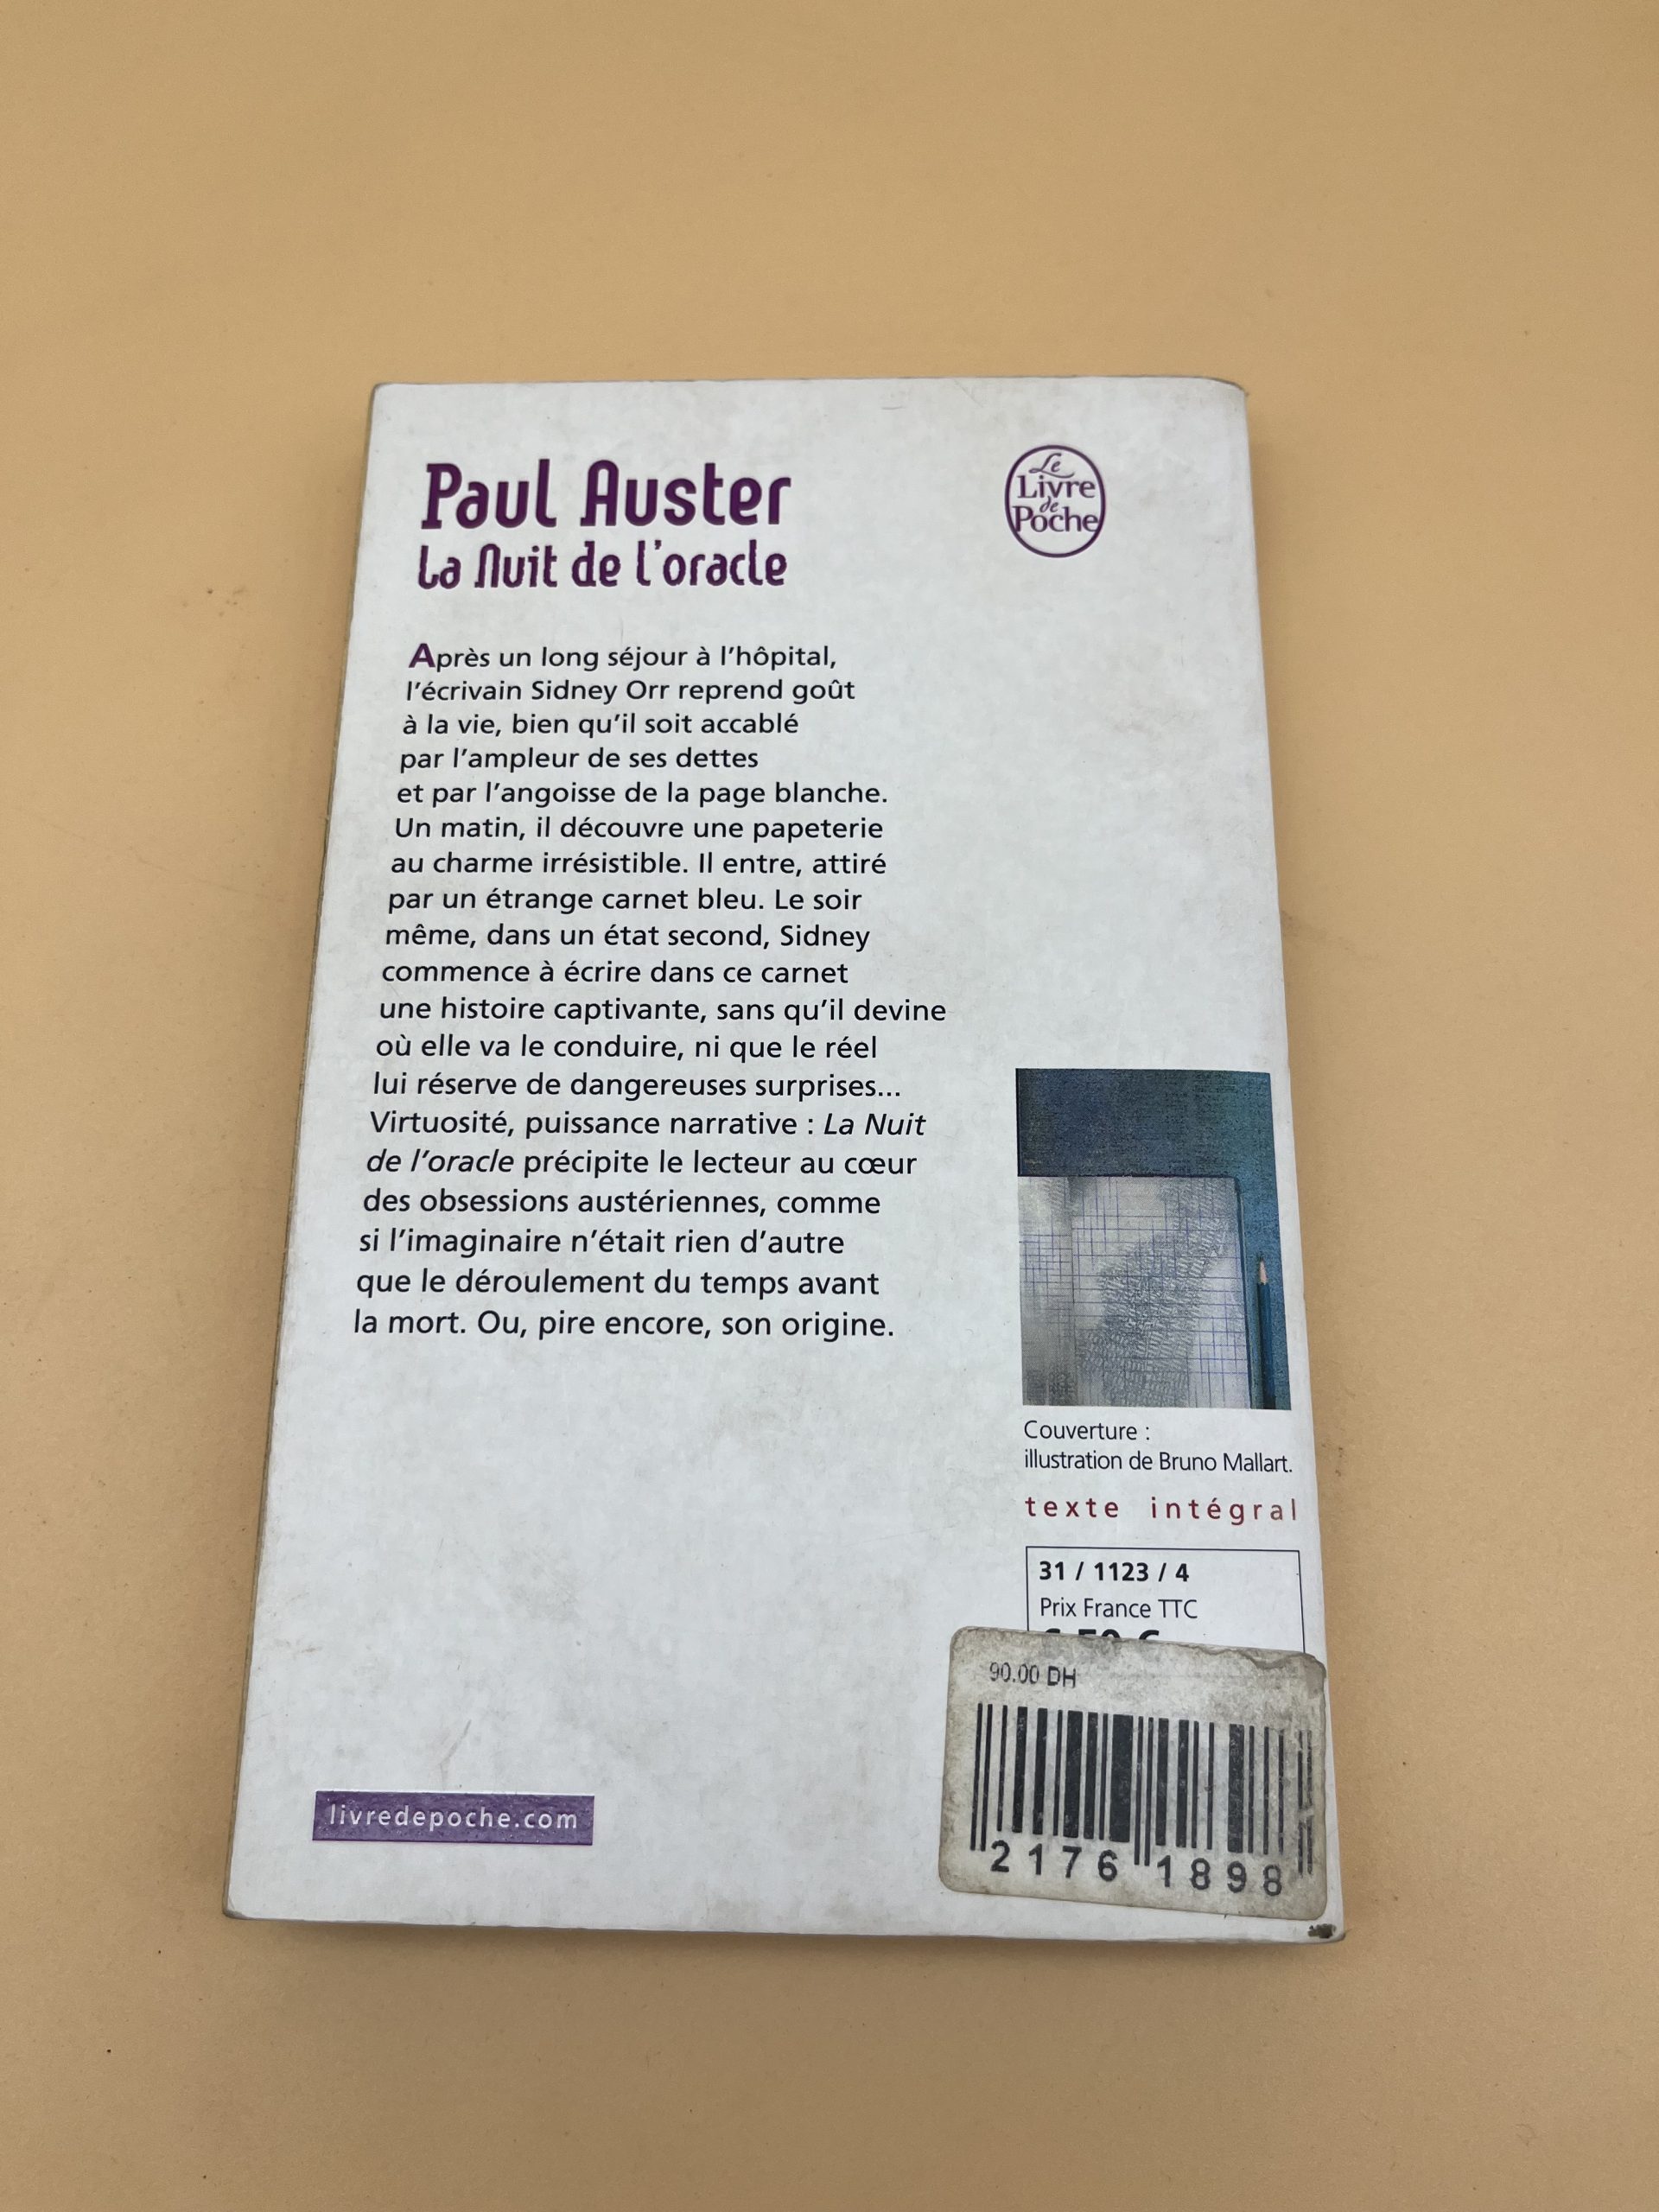 Paul Auster
La Nuit de l'oracle
Le
Livre
de
Poche
Après un long séjour à l'hôpital,
l'écrivain Sidney Orr reprend goût
à la vie, bien qu'il soit accablé
par l'ampleur de ses dettes
et par l'angoisse de la page blanche.
Un matin, il découvre une papeterie
au charme irrésistible. Il entre, attiré
par un étrange carnet bleu. Le soir
même, dans un état second, Sidney
commence à écrire dans ce carnet
une histoire captivante, sans qu'il devine
où elle va le conduire, ni que le réel
lui réserve de dangereuses surprises...
Virtuosité, puissance narrative : La Nuit
de l'oracle précipite le lecteur au cœur
des obsessions austériennes, comme
si l'imaginaire n'était rien d'autre
que le déroulement du temps avant
la mort. Ou, pire encore, son origine.
Couverture :
illustration de Bruno Mallart.
texte intégral
31 / 1123 / 4
Prix France TTC
90.00 DH
2176 1898
livredepoche.com